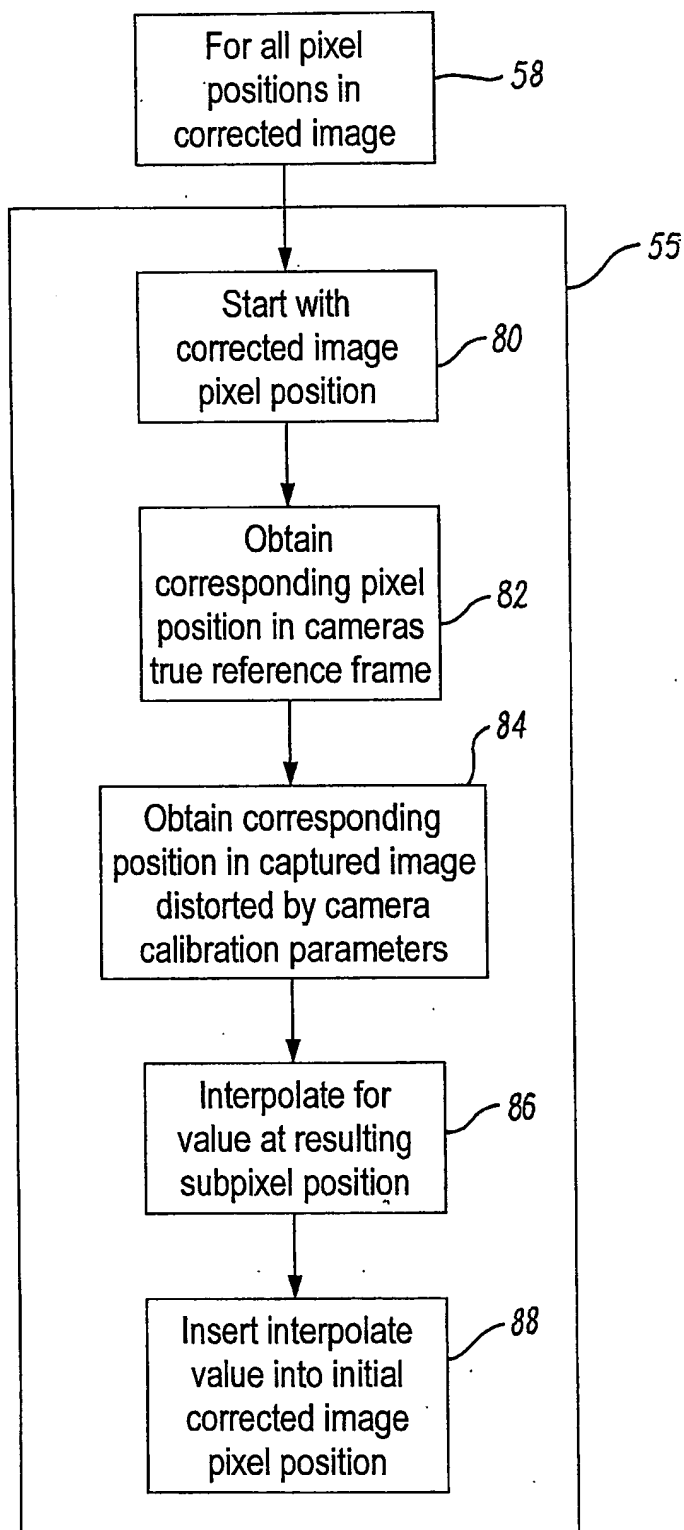 For all pixel
positions in
corrected image
58
55
Start with
corrected image
pixel position
80
Obtain
corresponding pixel
position in cameras
true reference frame
82
84
Obtain corresponding
position in captured image
distorted by camera
calibration parameters
Interpolate for
value at resulting
subpixel position
86
Insert interpolate
value into initial
corrected image
pixel position
88